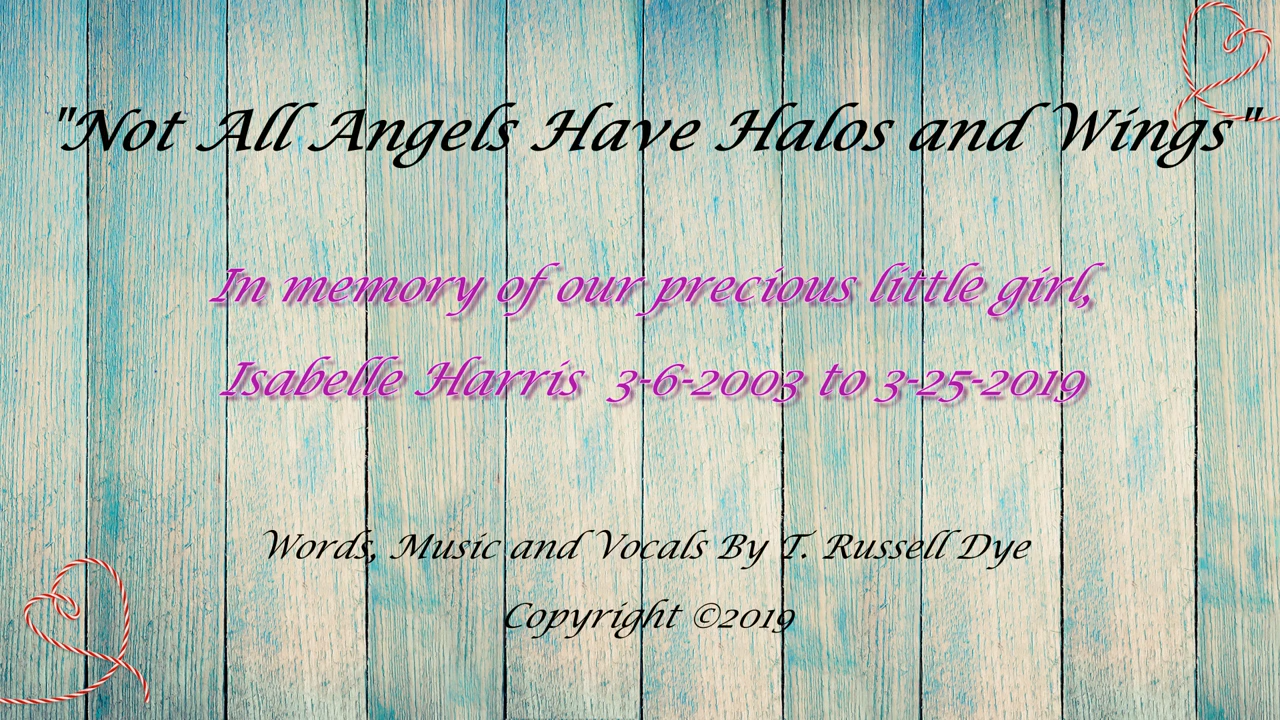 "Not All Angels Have Halos and Wings"
In memory of our precious little girl,
Isabelle Harris 3-6-2003 to 3-25-2019
Words, Music and Vocals By T. Russell Dye
Copyright ©2019